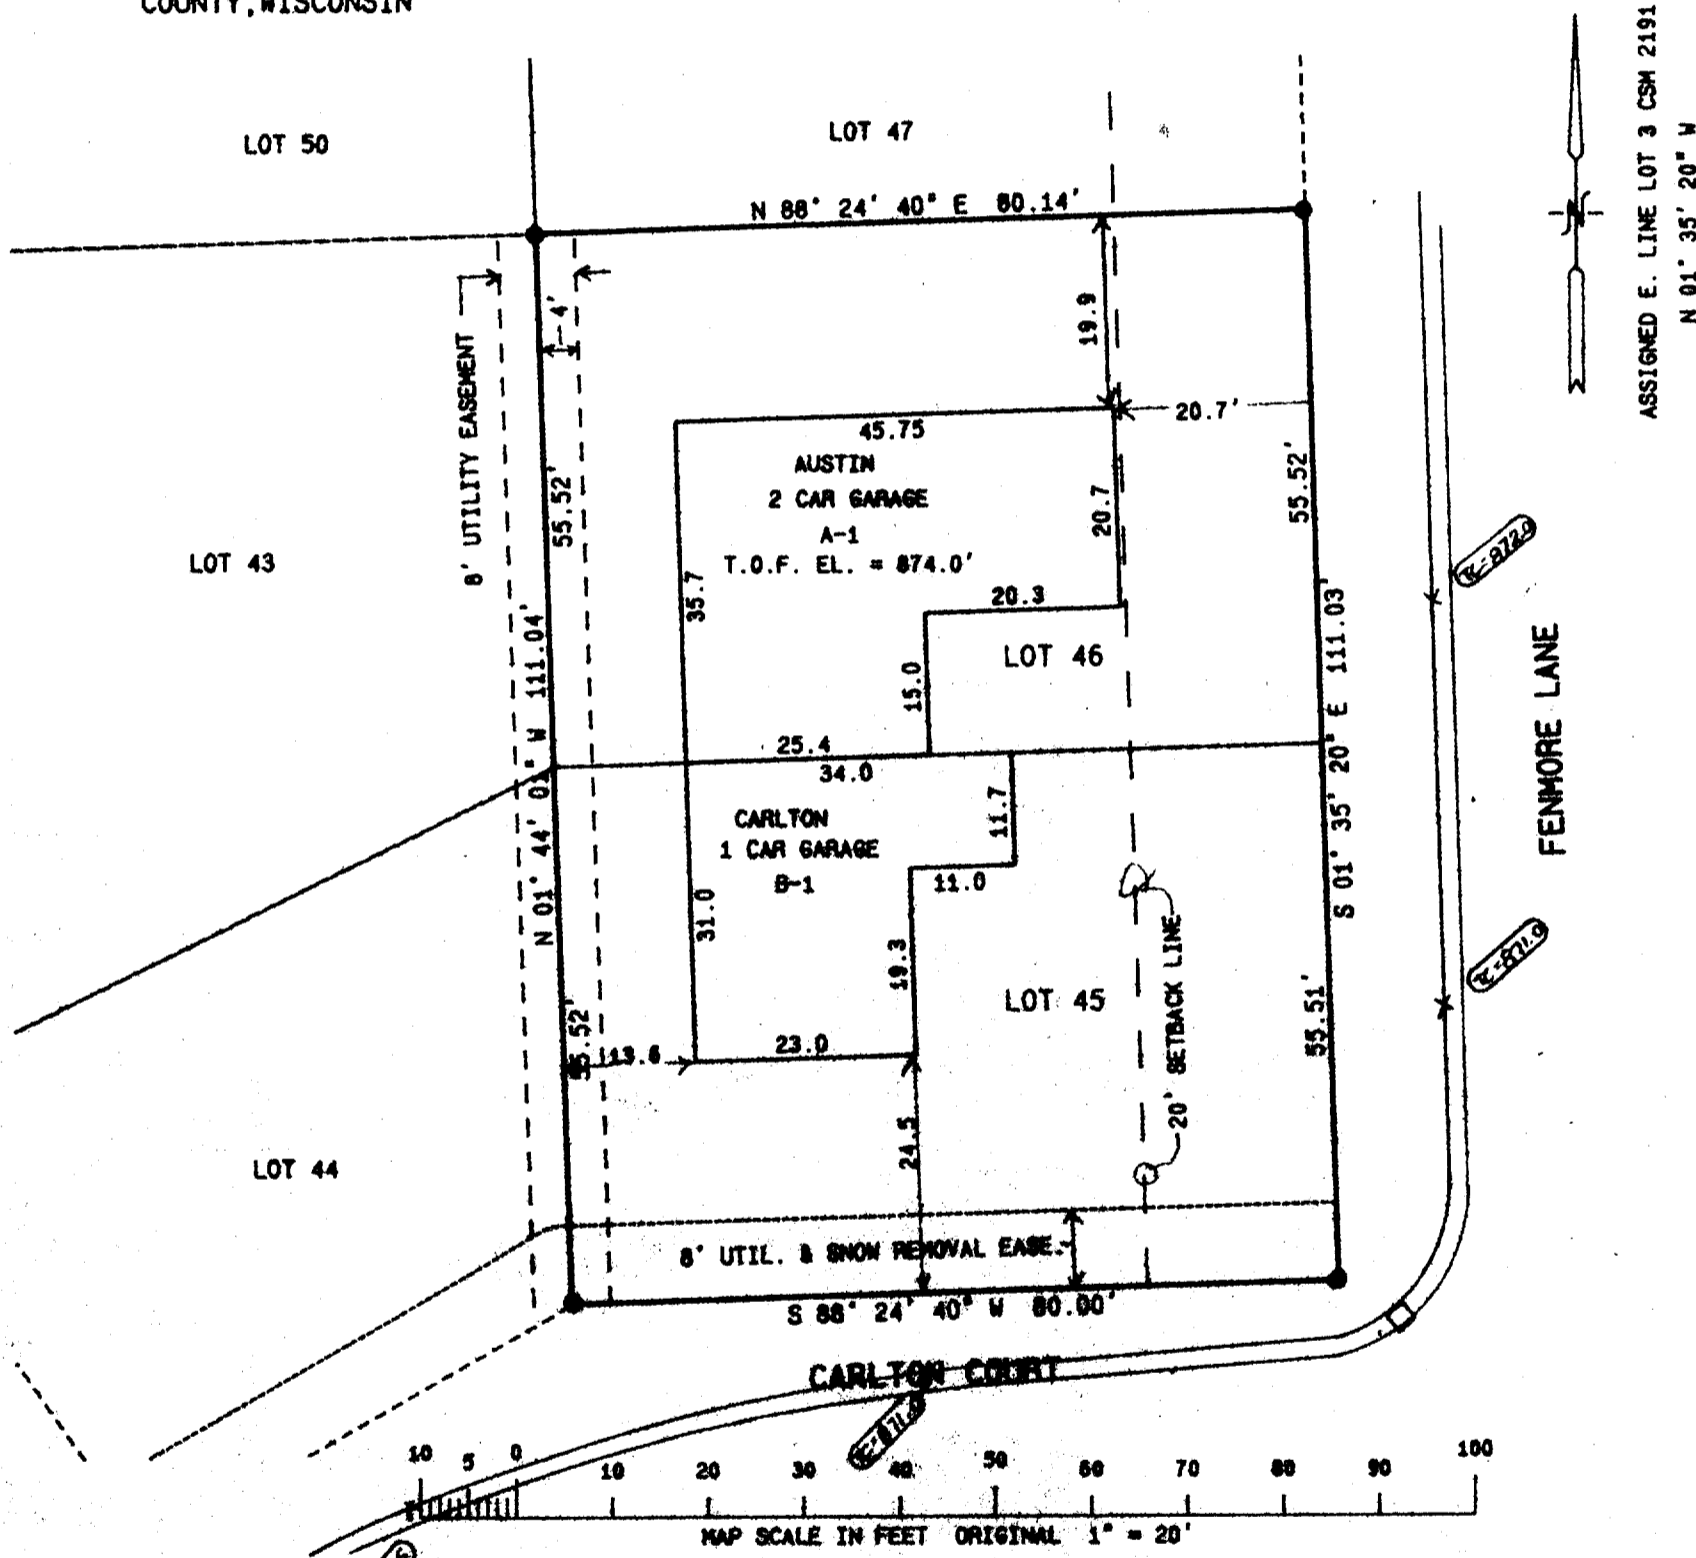 COUNTY, WISCONSIN
ASSIGNED E. LINE LOT 3 CSM 2191
N 01° 35' 20" W
N
LOT 50
LOT 47
N 88° 24' 40" E 80.14'
8' UTILITY EASEMENT
4'
19.9
20.7'
45.75
AUSTIN
2 CAR GARAGE
A-1
T.O.F. EL. = 874.0'
55.52'
20.7
55.52'
LOT 43
35.7
20.3
LOT 46
15.0
N 01° 44' 01" W 111.04'
S 01° 35' 20" E 111.03'
FENMORE LANE
TC=872.0
25.4
34.0
CARLTON
1 CAR GARAGE
B-1
11.7
11.0
31.0
19.3
LOT 45
20' SETBACK LINE
TC=871.0
55.52'
55.51'
13.6
23.0
24.5
LOT 44
8' UTIL. & SNOW REMOVAL EASE.
S 88° 24' 40" W 80.00'
CARLTON COURT
10 5 0 10 20 30 40 50 60 70 80 90 100
MAP SCALE IN FEET ORIGINAL 1" = 20'